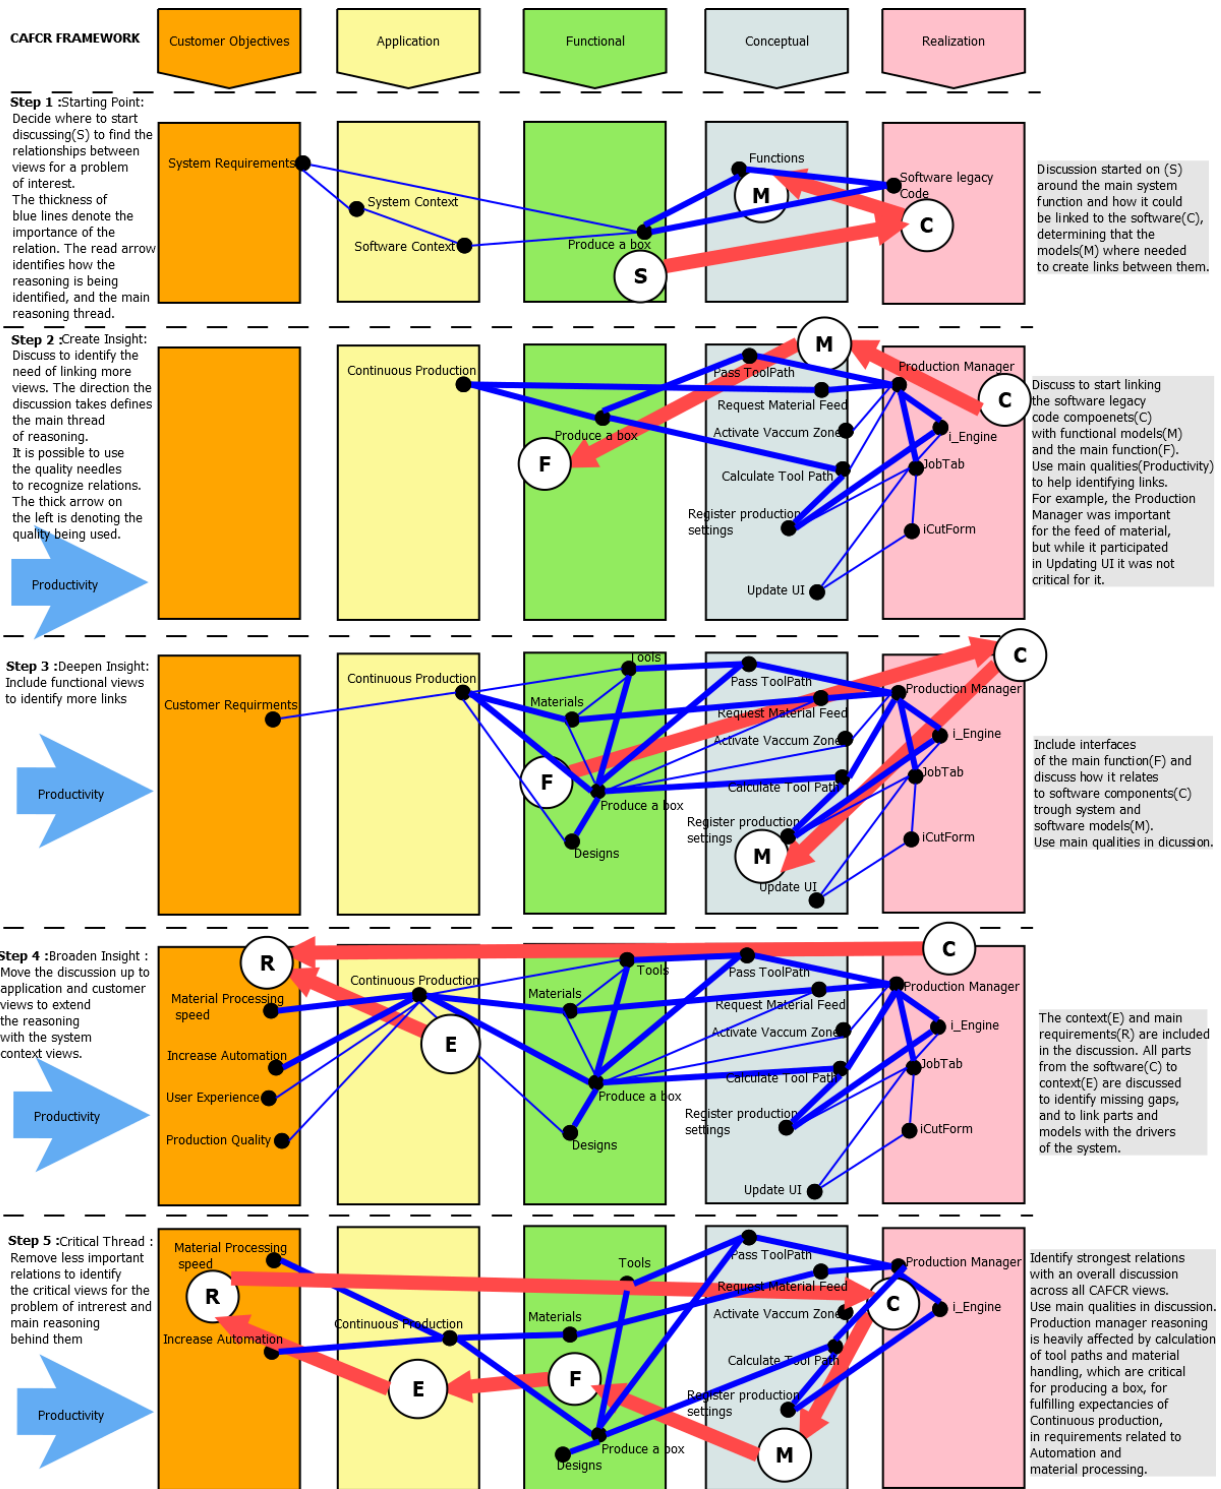 CAFCR FRAMEWORK
Customer Objectives
Application
Functional
Conceptual
Realization
Step 1 :Starting Point:
Decide where to start
discussing(S) to find the
relationships between
views for a problem
of interest.
The thickness of
blue lines denote the
importance of the
relation. The read arrow
identifies how the
reasoning is being
identified, and the main
reasoning thread.
System Requirements
System Context
Software Context
Produce a box
S
Functions
M
Software legacy
Code
C
Discussion started on (S)
around the main system
function and how it could
be linked to the software(C),
determining that the
models(M) where needed
to create links between them.
Step 2 :Create Insight:
Discuss to identify the
need of linking more
views. The direction the
discussion takes defines
the main thread
of reasoning.
It is possible to use
the quality needles
to recognize relations.
The thick arrow on
the left is denoting the
quality being used.
Productivity
Continuous Production
Produce a box
F
M
Pass ToolPath
Request Material Feed
Activate Vaccum Zone
Calculate Tool Path
Register production
settings
Update UI
Production Manager
C
i_Engine
JobTab
iCutForm
Discuss to start linking
the software legacy
code compoenets(C)
with functional models(M)
and the main function(F).
Use main qualities(Productivity)
to help identifying links.
For example, the Production
Manager was important
for the feed of material,
but while it participated
in Updating UI it was not
critical for it.
Step 3 :Deepen Insight:
Include functional views
to identify more links
Productivity
Customer Requirments
Continuous Production
Tools
Materials
F
Produce a box
Designs
Pass ToolPath
Request Material Feed
Activate Vaccum Zone
Calculate Tool Path
Register production
settings
M
Update UI
C
Production Manager
i_Engine
JobTab
iCutForm
Include interfaces
of the main function(F) and
discuss how it relates
to software components(C)
trough system and
software models(M).
Use main qualities in dicussion.
Step 4 :Broaden Insight :
Move the discussion up to
application and customer
views to extend
the reasoning
with the system
context views.
Productivity
R
Material Processing
speed
Increase Automation
User Experience
Production Quality
Continuous Production
E
Tools
Materials
Produce a box
Designs
Pass ToolPath
Request Material Feed
Activate Vaccum Zone
Calculate Tool Path
Register production
settings
Update UI
C
Production Manager
i_Engine
JobTab
iCutForm
The context(E) and main
requirements(R) are included
in the discussion. All parts
from the software(C) to
context(E) are discussed
to identify missing gaps,
and to link parts and
models with the drivers
of the system.
Step 5 :Critical Thread :
Remove less important
relations to identify
the critical views for the
problem of intrerest and
main reasoning
behind them
Productivity
Material Processing
speed
R
Increase Automation
Continuous Production
E
Tools
Materials
F
Produce a box
Designs
Pass ToolPath
Request Material Feed
Activate Vaccum Zone
Calculate Tool Path
Register production
settings
M
Production Manager
C
i_Engine
Identify strongest relations
with an overall discussion
across all CAFCR views.
Use main qualities in discussion.
Production manager reasoning
is heavily affected by calculation
of tool paths and material
handling, which are critical
for producing a box, for
fulfilling expectancies of
Continuous production,
in requirements related to
Automation and
material processing.